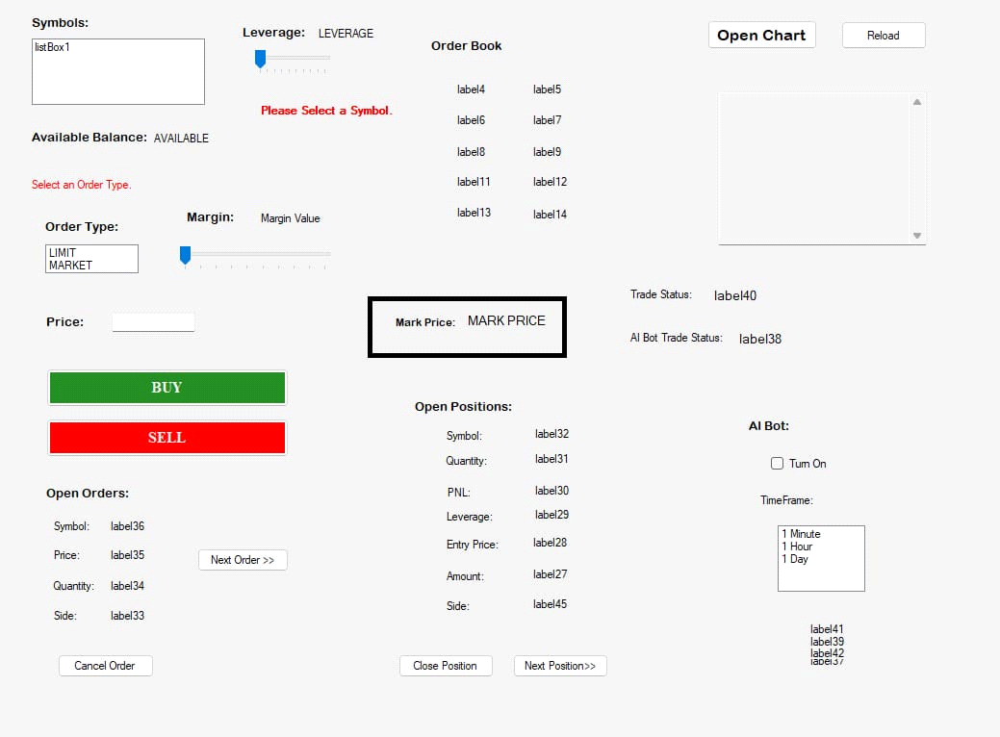 Symbols:
listBox1
Leverage: LEVERAGE
Please Select a Symbol.
Available Balance: AVAILABLE
Select an Order Type.
Order Type:
LIMIT
MARKET
Margin: Margin Value
Price:
BUY
SELL
Order Book
label4 label5
label6 label7
label8 label9
label11 label12
label13 label14
Open Chart
Reload
Mark Price: MARK PRICE
Trade Status: label40
AI Bot Trade Status: label38
Open Orders:
Symbol: label36
Price: label35
Quantity: label34
Side: label33
Next Order >>
Cancel Order
Open Positions:
Symbol: label32
Quantity: label31
PNL: label30
Leverage: label29
Entry Price: label28
Amount: label27
Side: label45
Close Position
Next Position>>
AI Bot:
Turn On
TimeFrame:
1 Minute
1 Hour
1 Day
label41
label39
label42
label37